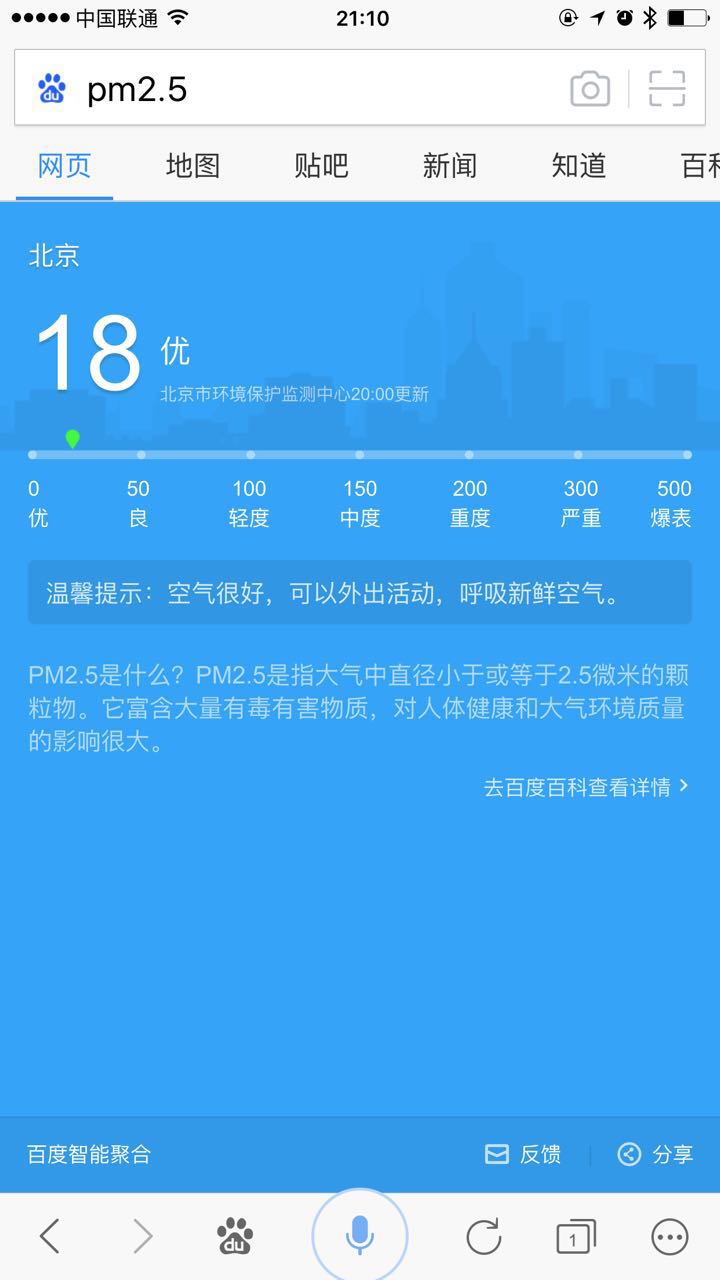 中国联通 21:10
du pm2.5
网页 地图 贴吧 新闻 知道 百科
北京
18 优
北京市环境保护监测中心20:00更新
0 50 100 150 200 300 500
优 良 轻度 中度 重度 严重 爆表
温馨提示：空气很好，可以外出活动，呼吸新鲜空气。
PM2.5是什么？PM2.5是指大气中直径小于或等于2.5微米的颗
粒物。它富含大量有毒有害物质，对人体健康和大气环境质量
的影响很大。
去百度百科查看详情
百度智能聚合 反馈 分享
du 1